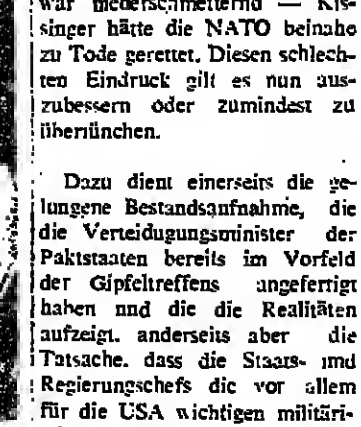 war niederschmetternd — Kis-
singer hätte die NATO beinahe
zu Tode gerettet. Diesen schlech-
ten Eindruck gilt es nun aus-
zubessern oder zumindest zu
übertünchen.
Dazu dient einerseits die ge-
lungene Bestandsaufnahme, die
die Verteidigungsminister der
Paktstaaten bereits im Vorfeld
der Gipfeltreffens angefertigt
haben und die die Realitäten
aufzeigt, anderseits aber die
Tatsache, dass die Staats- und
Regierungschefs die vor allem
für die USA wichtigen militäri-